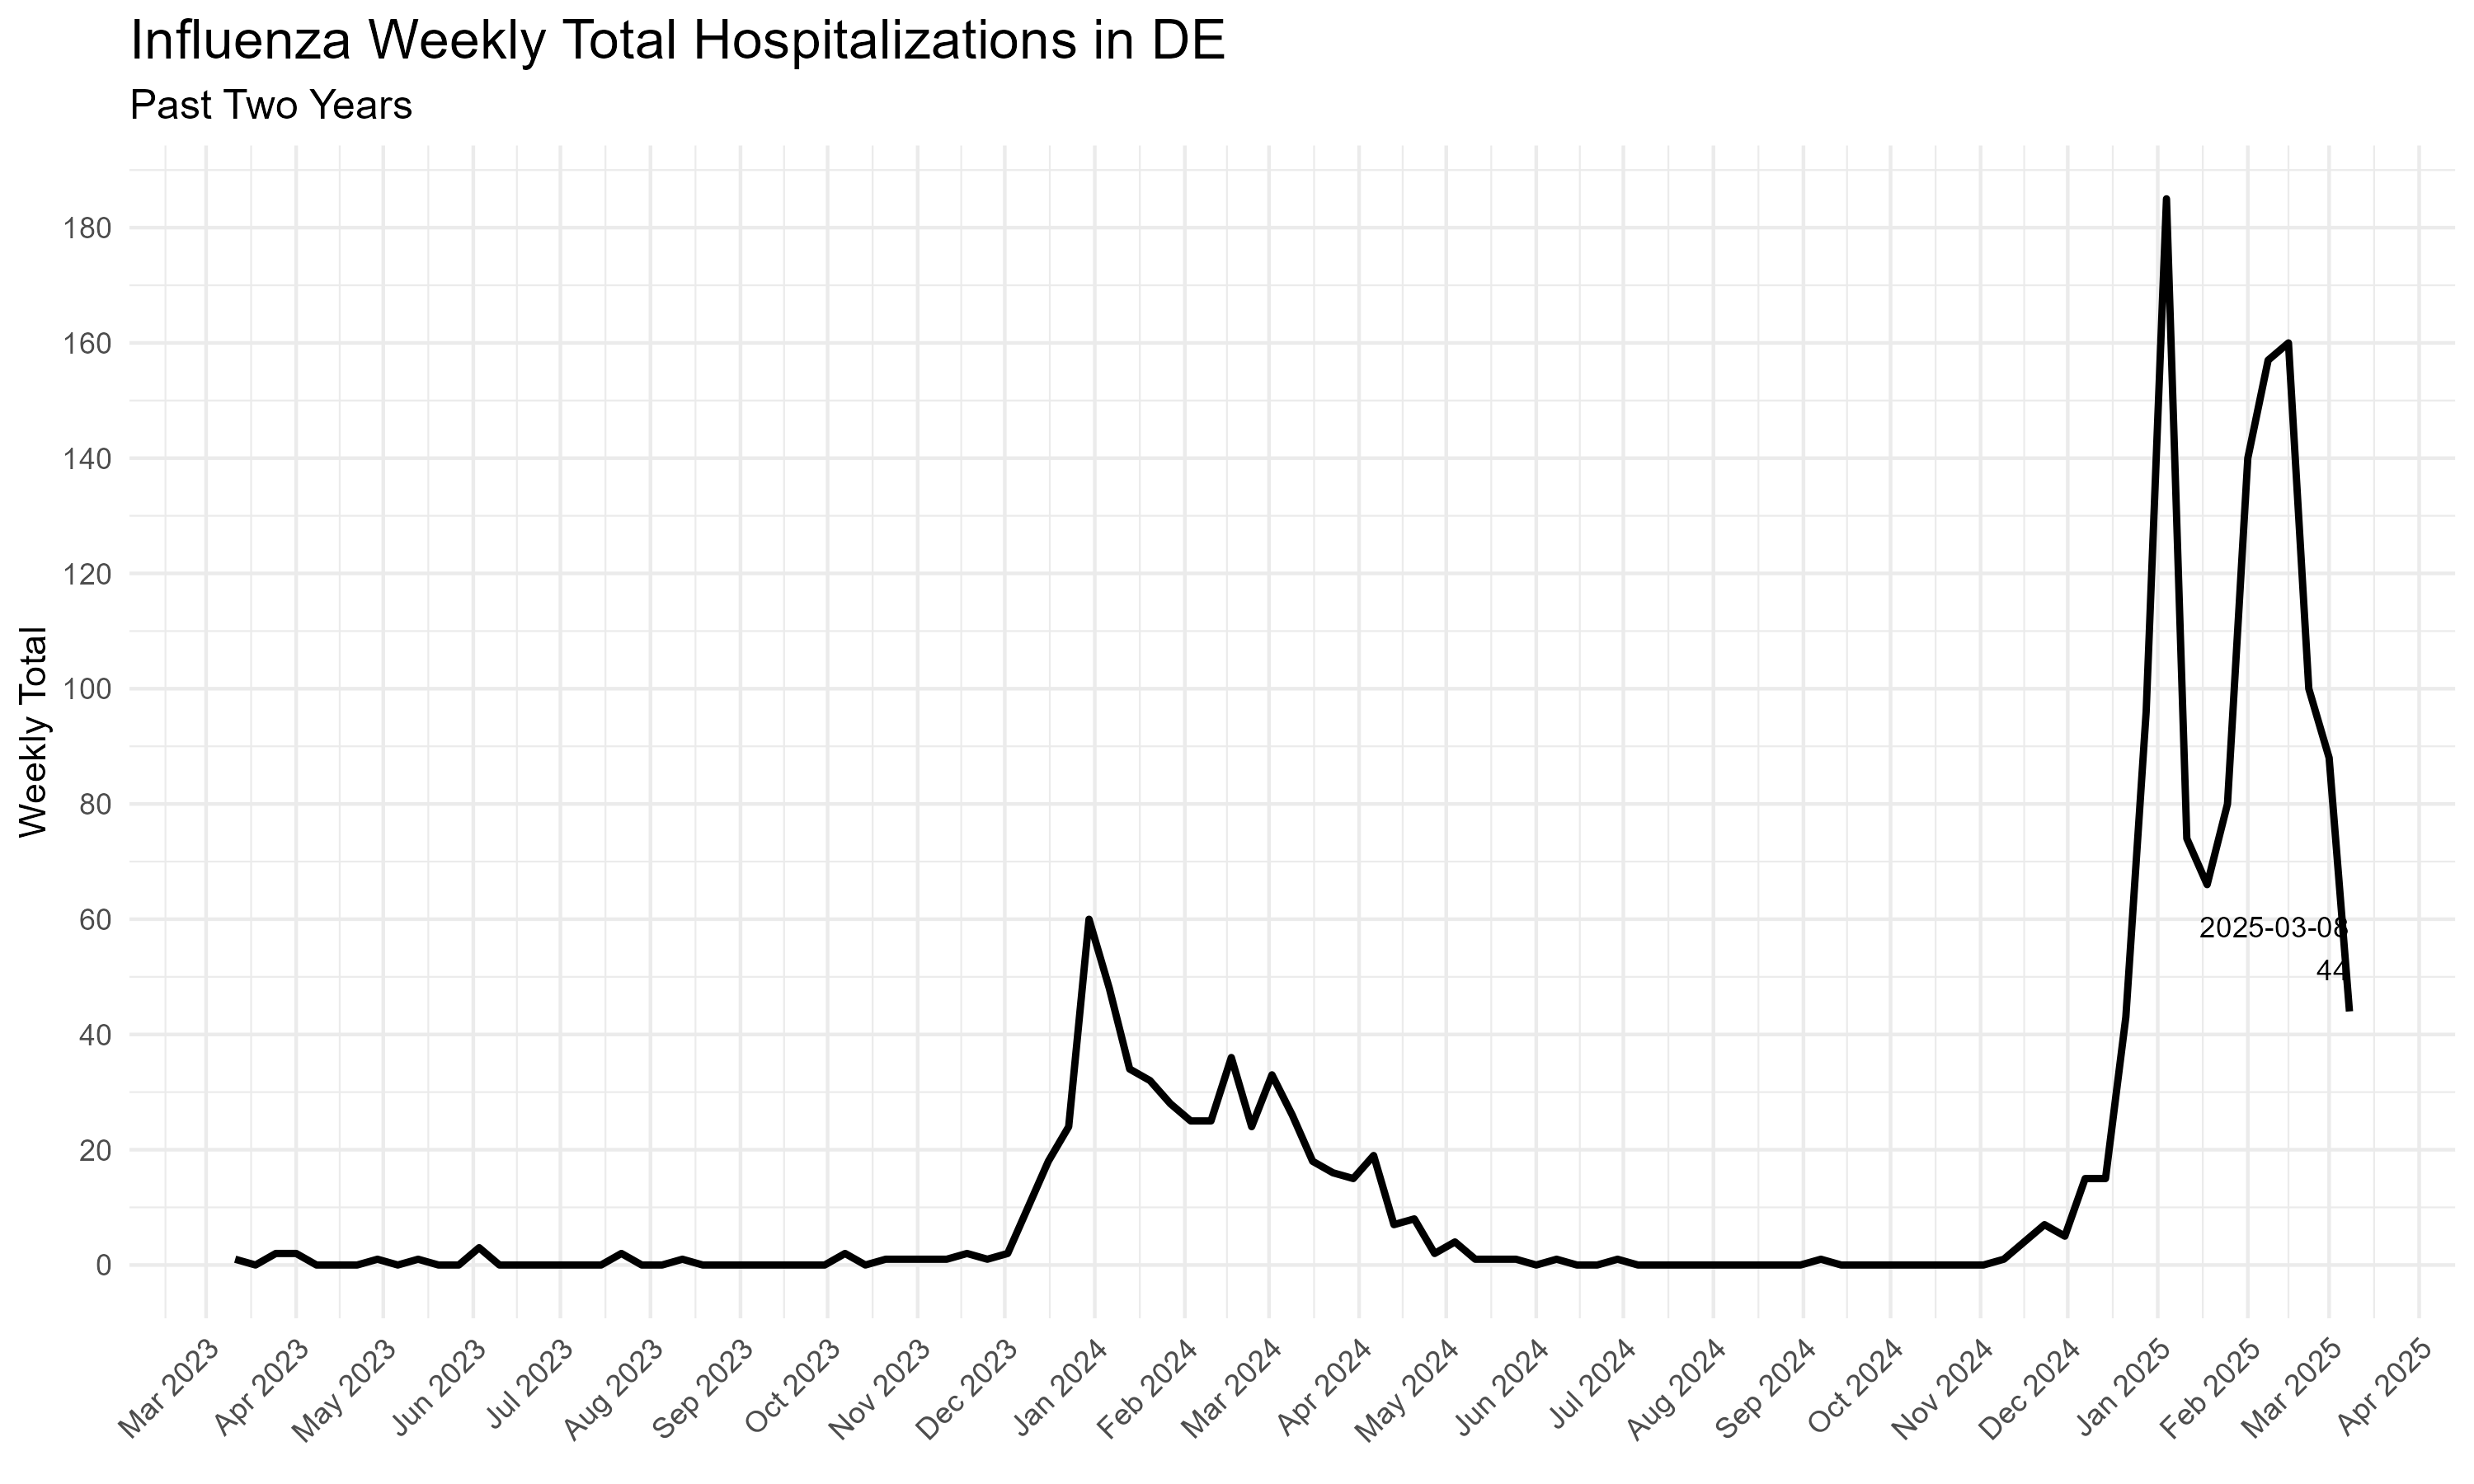 Influenza Weekly Total Hospitalizations in DE
Past Two Years
Weekly Total
180
160
140
120
100
80
60
40
20
0
2025-03-08
44
Mar 2023
Apr 2023
May 2023
Jun 2023
Jul 2023
Aug 2023
Sep 2023
Oct 2023
Nov 2023
Dec 2023
Jan 2024
Feb 2024
Mar 2024
Apr 2024
May 2024
Jun 2024
Jul 2024
Aug 2024
Sep 2024
Oct 2024
Nov 2024
Dec 2024
Jan 2025
Feb 2025
Mar 2025
Apr 2025